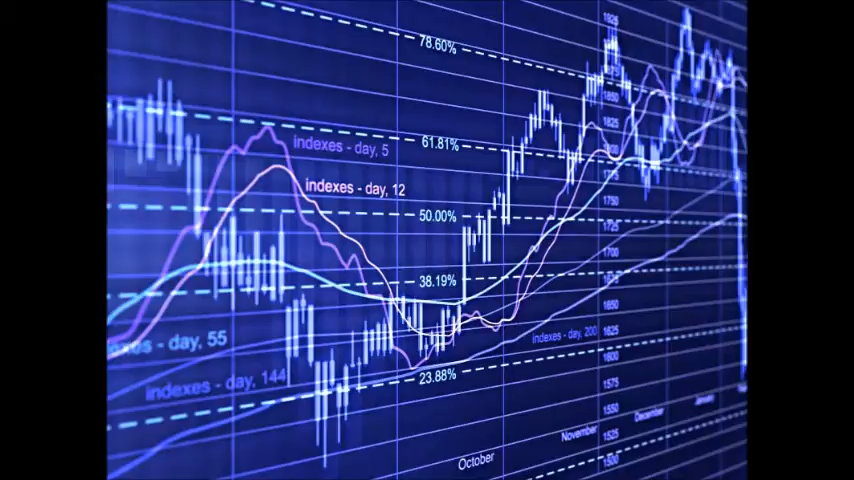 78.60%
indexes - day, 5
61.81%
indexes - day, 12
50.00%
38.19%
indexes - day, 55
indexes - day, 200
indexes - day, 144
23.88%
1925
1850
1825
1800
1775
1750
1725
1700
1650
1625
1600
1575
1550
1525
1500
October
November
December
January